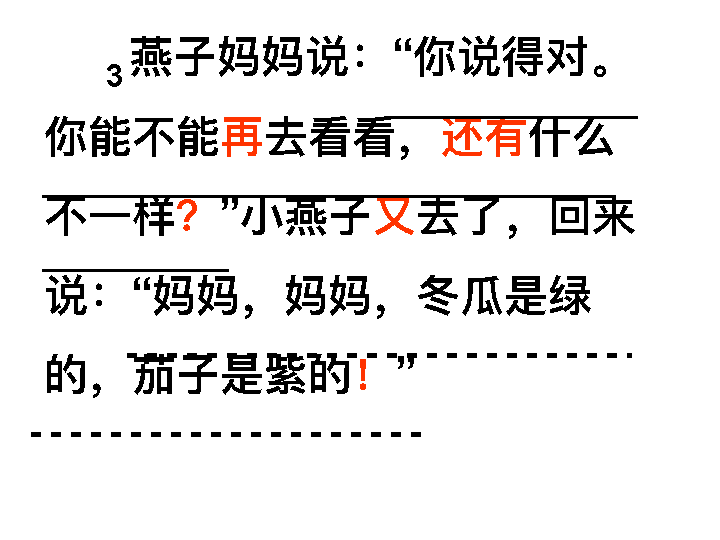 3 燕子妈妈说：“你说得对。
你能不能再去看看，还有什么
不一样？”小燕子又去了，回来
说：“妈妈，妈妈，冬瓜是绿
的，茄子是紫的！”